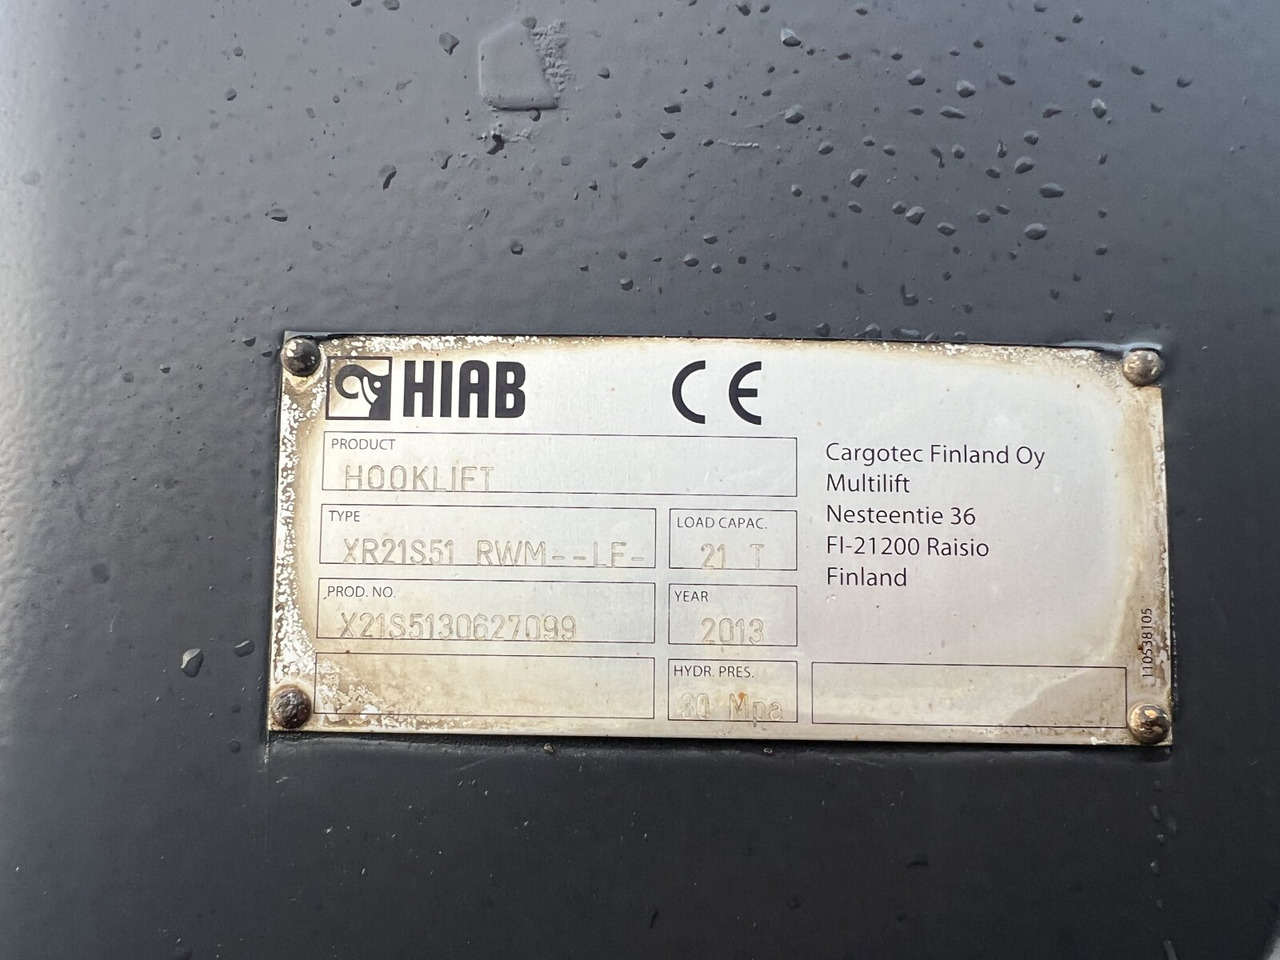 HIAB CE
PRODUCT
HOOKLIFT
TYPE
XR21S51 RWM--LF-
LOAD CAPAC.
21 T
PROD. NO.
X21S5130627099
YEAR
2013
HYDR. PRES.
30 Mpa
Cargotec Finland Oy
Multilift
Nesteentie 36
FI-21200 Raisio
Finland
110538105